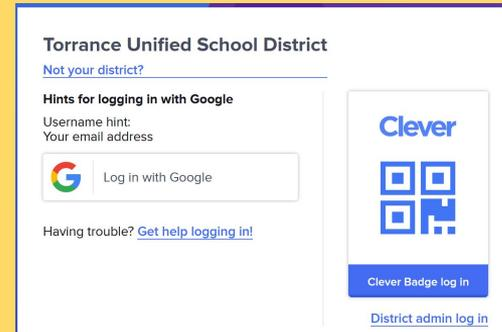 Torrance Unified School District
Not your district?
Hints for logging in with Google
Username hint:
Your email address
Log in with Google
Having trouble? Get help logging in!
Clever
Clever Badge log in
District admin log in